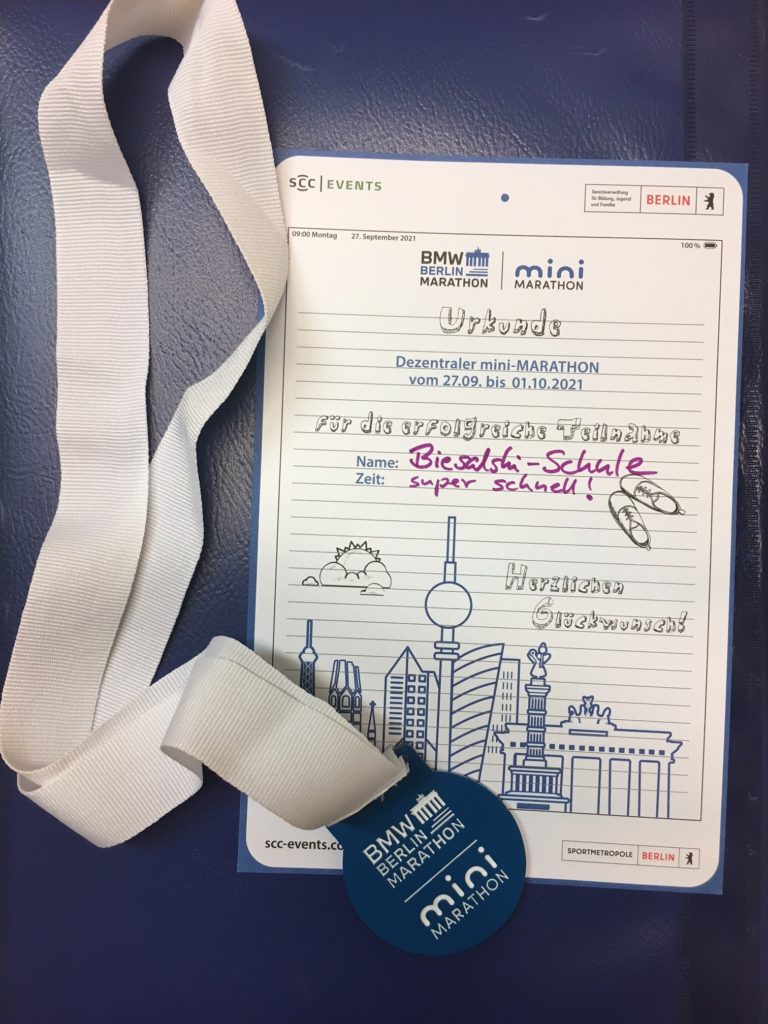 SCC | EVENTS
Senatsverwaltung
für Bildung, Jugend
und Familie
BERLIN
09:00 Montag 27. September 2021 100 %
BMW
BERLIN
MARATHON
mini
MARATHON
Urkunde
Dezentraler mini-MARATHON
vom 27.09. bis 01.10.2021
Für die erfolgreiche Teilnahme
Name: Biesalski-Schule
Zeit: super schnell!
Herzlichen
Glückwunsch!
scc-events.co
SPORTMETROPOLE BERLIN
BMW
BERLIN
MARATHON
mini
MARATHON